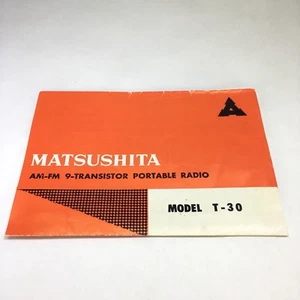 MATSUSHITA
AM-FM 9-TRANSISTOR PORTABLE RADIO
MODEL T-30